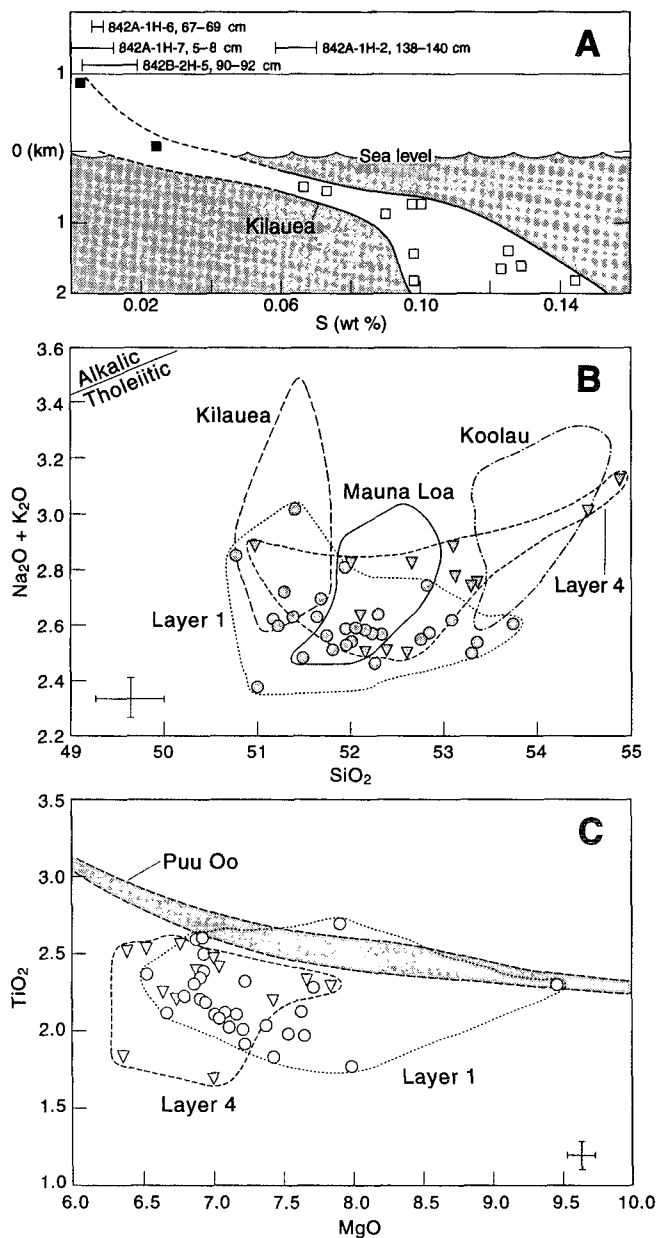 842A-1H-6, 67–69 cm
A
842A-1H-7, 5–8 cm
842A-1H-2, 138–140 cm
842B-2H-5, 90–92 cm
1
0 (km)
Sea level
Kilauea
1
2
0.02
0.06
0.10
0.14
S (wt %)
3.6
Alkalic
Tholeiitic
B
3.4
Kilauea
Koolau
3.2
Mauna Loa
3.0
Na₂O + K₂O
2.8
Layer 4
Layer 1
2.6
2.4
2.2
49
50
51
52
53
54
55
SiO₂
3.5
C
Puu Oo
3.0
2.5
TiO₂
2.0
Layer 1
Layer 4
1.5
1.0
6.0
6.5
7.0
7.5
8.0
8.5
9.0
9.5
10.0
MgO